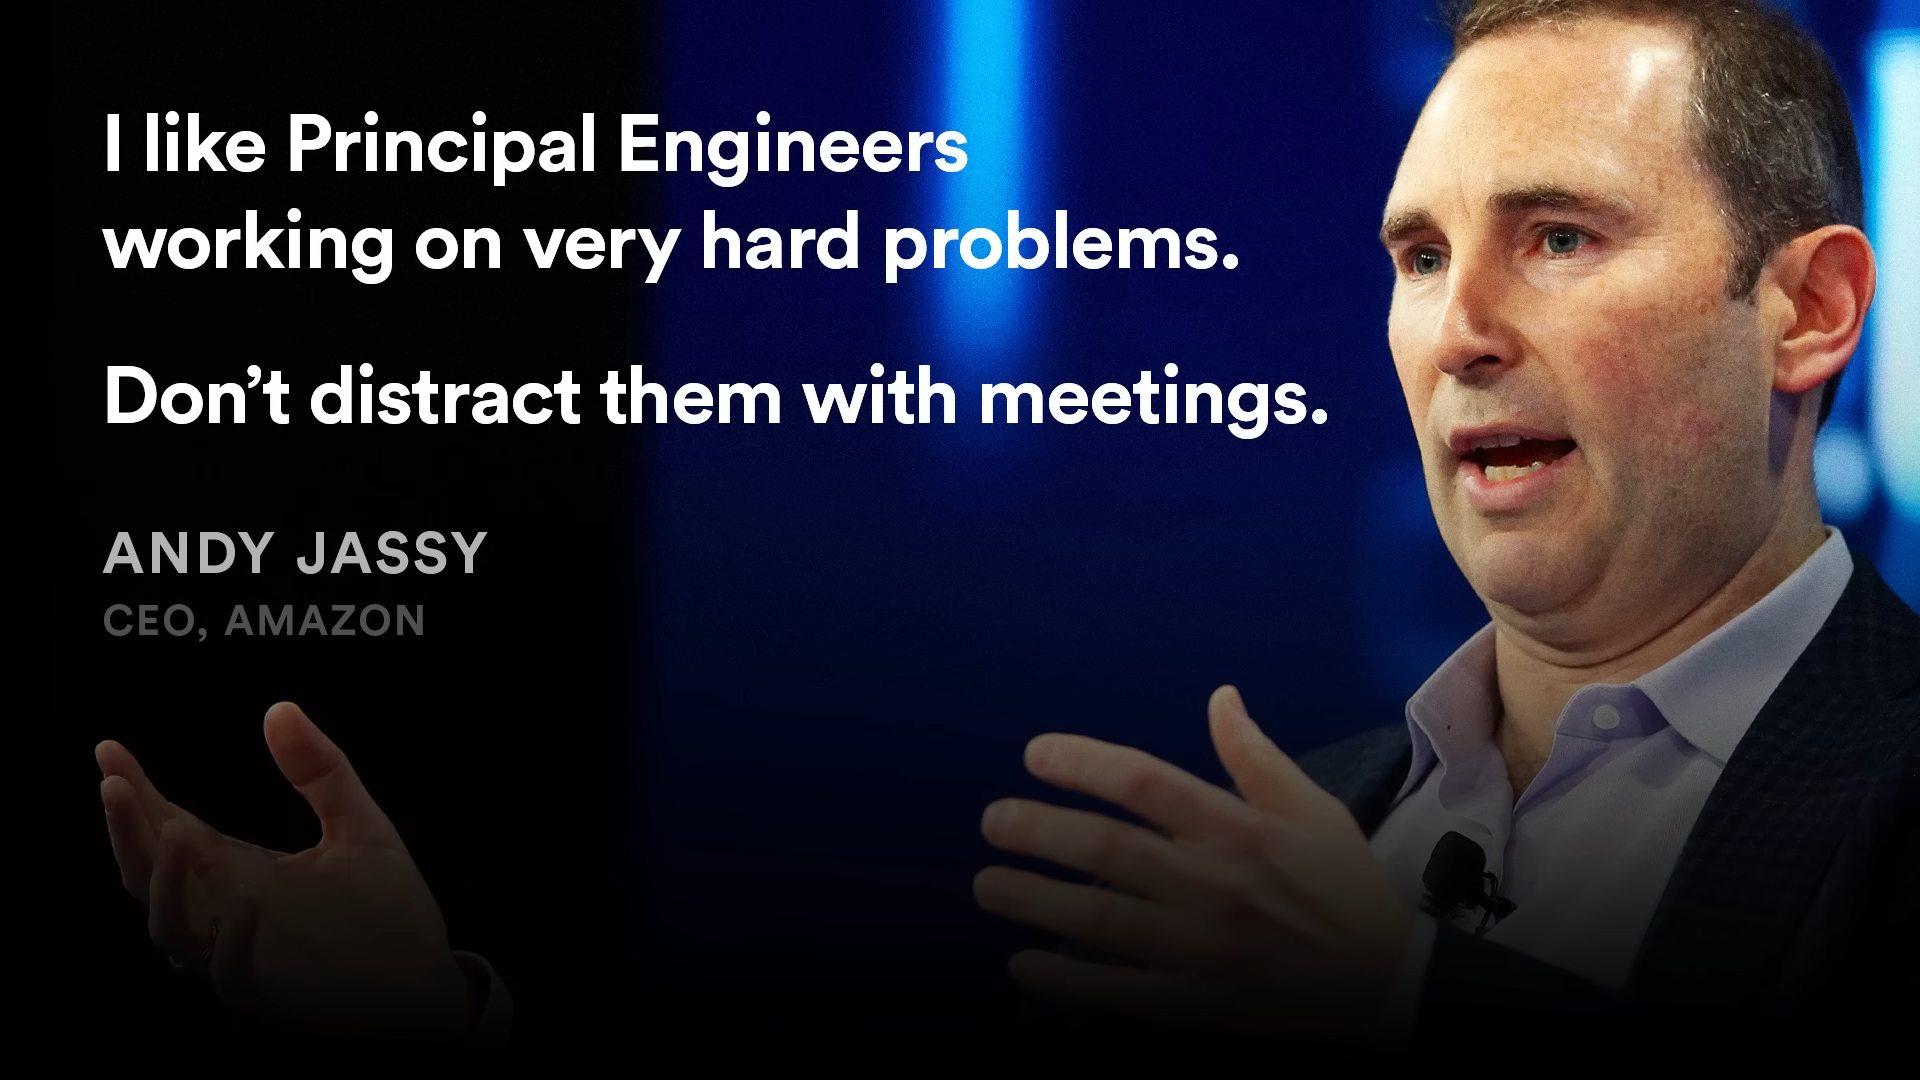 I like Principal Engineers
working on very hard problems.
Don’t distract them with meetings.
ANDY JASSY
CEO, AMAZON